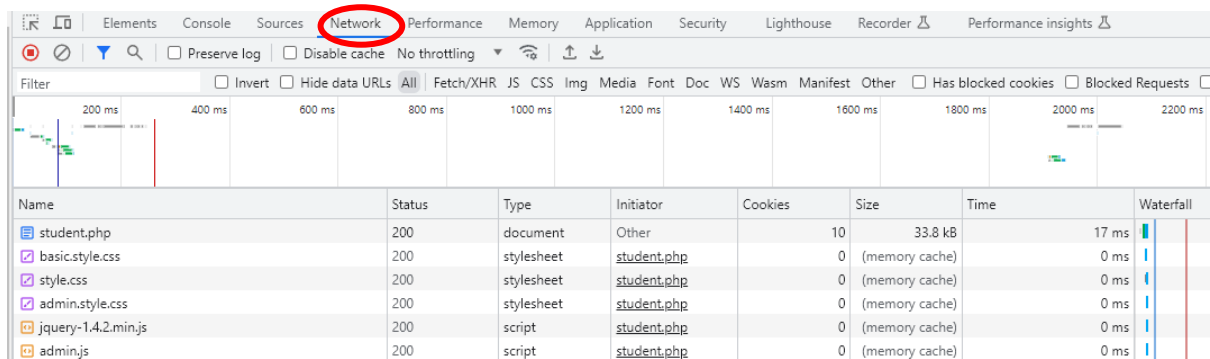 Elements Console Sources Network Performance Memory Application Security Lighthouse Recorder Performance insights
Preserve log Disable cache No throttling
Filter Invert Hide data URLs All Fetch/XHR JS CSS Img Media Font Doc WS Wasm Manifest Other Has blocked cookies Blocked Requests
200 ms 400 ms 600 ms 800 ms 1000 ms 1200 ms 1400 ms 1600 ms 1800 ms 2000 ms 2200 ms
Name Status Type Initiator Cookies Size Time Waterfall
student.php 200 document Other 10 33.8 kB 17 ms
basic.style.css 200 stylesheet student.php 0 (memory cache) 0 ms
style.css 200 stylesheet student.php 0 (memory cache) 0 ms
admin.style.css 200 stylesheet student.php 0 (memory cache) 0 ms
jquery-1.4.2.min.js 200 script student.php 0 (memory cache) 0 ms
admin.js 200 script student.php 0 (memory cache) 0 ms